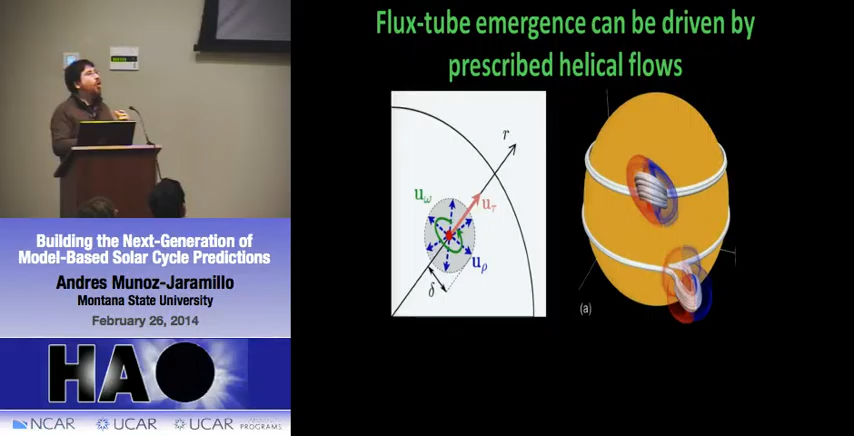 Flux-tube emergence can be driven by
prescribed helical flows
r
uω
uτ
uρ
δ
(a)
Building the Next-Generation of
Model-Based Solar Cycle Predictions
Andres Munoz-Jaramillo
Montana State University
February 26, 2014
HAO
NCAR UCAR UCAR
PROGRAMS